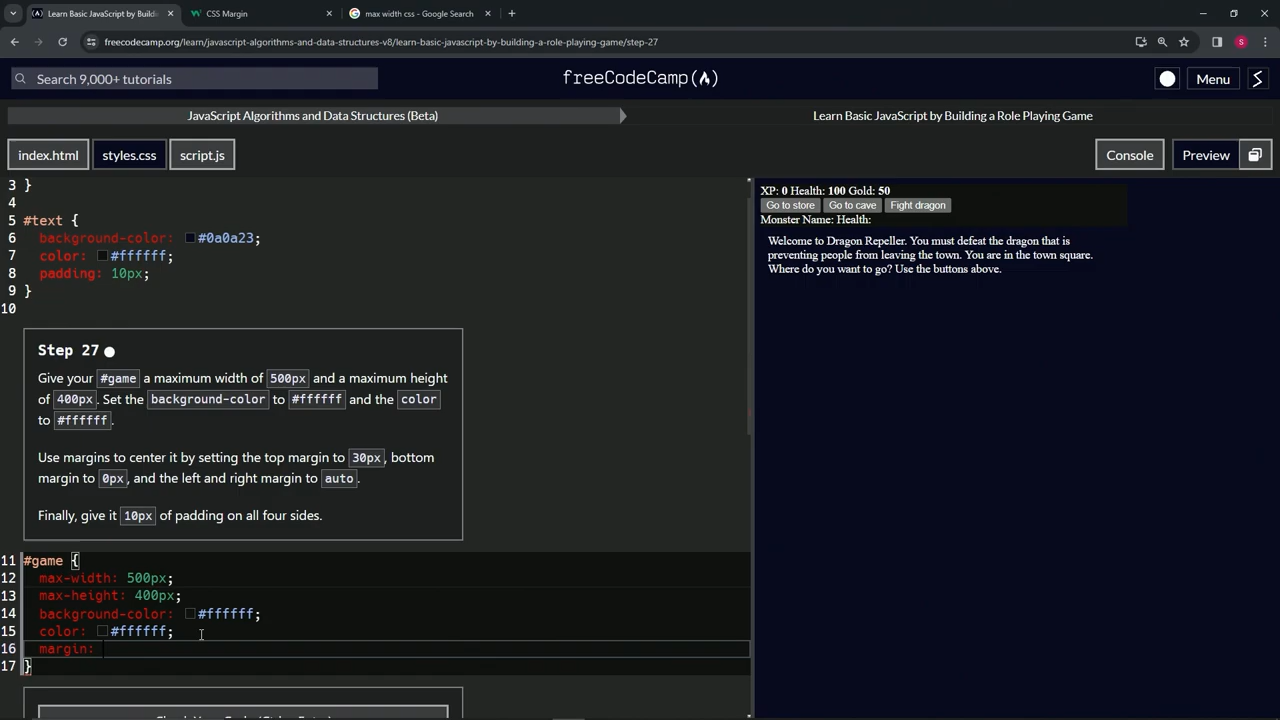 Learn Basic JavaScript by Buildi
CSS Margin
max width css - Google Search
freecodecamp.org/learn/javascript-algorithms-and-data-structures-v8/learn-basic-javascript-by-building-a-role-playing-game/step-27
S
Search 9,000+ tutorials
freeCodeCamp
Menu
JavaScript Algorithms and Data Structures (Beta)
Learn Basic JavaScript by Building a Role Playing Game
index.html
styles.css
script.js
Console
Preview
3 }
4
5 #text {
6 background-color: #0a0a23;
7 color: #ffffff;
8 padding: 10px;
9 }
10
Step 27
Give your #game a maximum width of 500px and a maximum height
of 400px. Set the background-color to #ffffff and the color
to #ffffff.
Use margins to center it by setting the top margin to 30px, bottom
margin to 0px, and the left and right margin to auto.
Finally, give it 10px of padding on all four sides.
11 #game {
12 max-width: 500px;
13 max-height: 400px;
14 background-color: #ffffff;
15 color: #ffffff;
16 margin:
17 }
XP: 0 Health: 100 Gold: 50
Go to store Go to cave Fight dragon
Monster Name: Health:
Welcome to Dragon Repeller. You must defeat the dragon that is
preventing people from leaving the town. You are in the town square.
Where do you want to go? Use the buttons above.